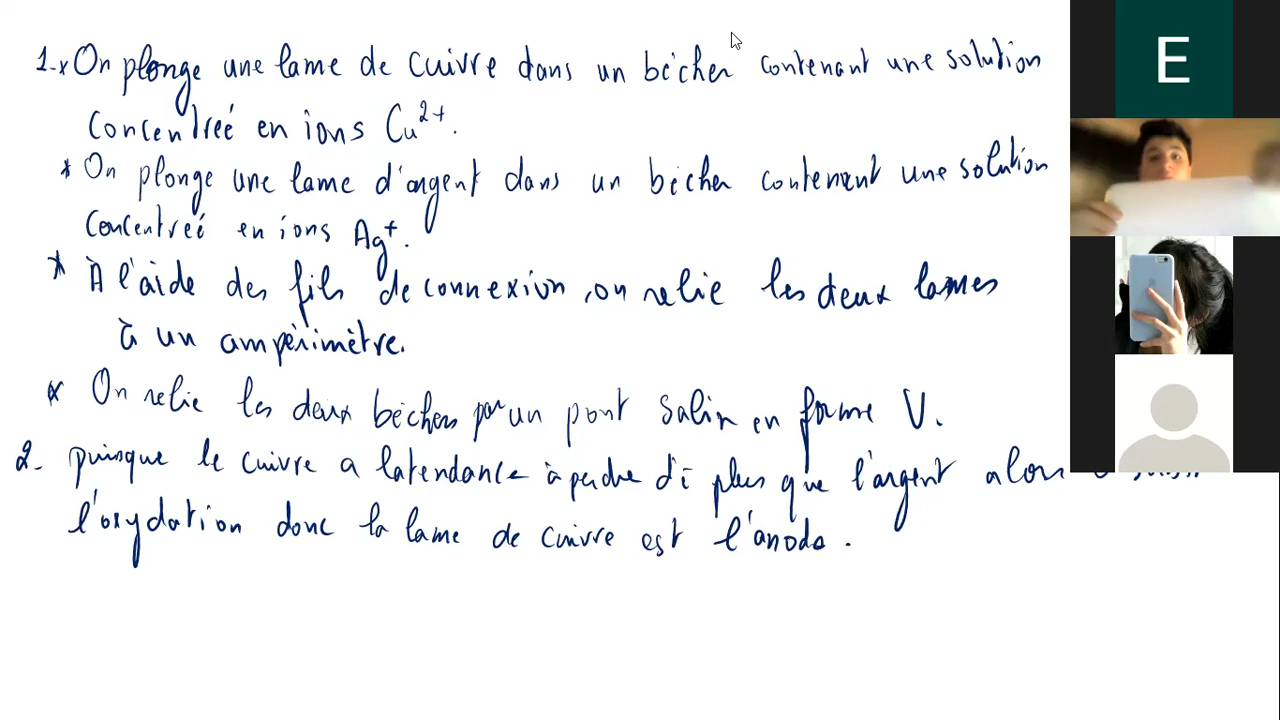 1.* On plonge une lame de cuivre dans un bécher contenant une solution
E
Concentreé en ions Cu²⁺.
* On plonge une lame d'argent dans un bécher contenant une solution
Concentreé en ions Ag⁺.
* À l'aide des fils de connexion, on relie les deux lames
à un ampérimètre.
* On relie les deux béchers par un pont Salin en forme V.
2- puisque le cuivre a la tendance à perdre d'é plus que l'argent alors
l'oxydation donc la lame de cuivre est l'anode.